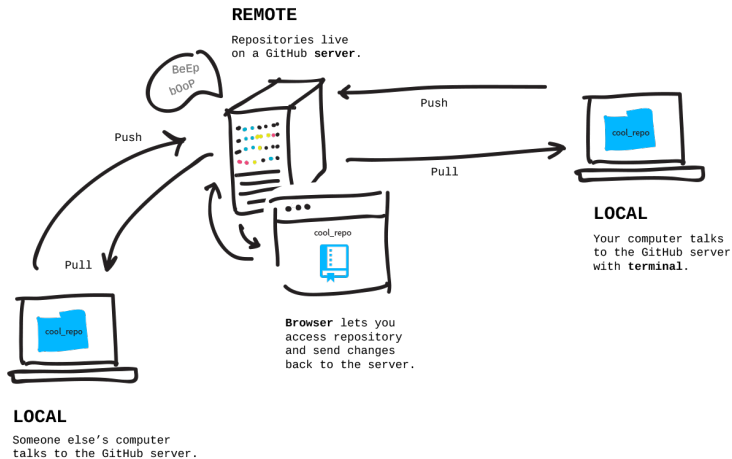 REMOTE
Repositories live
on a GitHub server.
BeEp
bOoP
Push
Push
Pull
Pull
cool_repo
cool_repo
cool_repo
LOCAL
Your computer talks
to the GitHub server
with terminal.
Browser lets you
access repository
and send changes
back to the server.
LOCAL
Someone else’s computer
talks to the GitHub server.